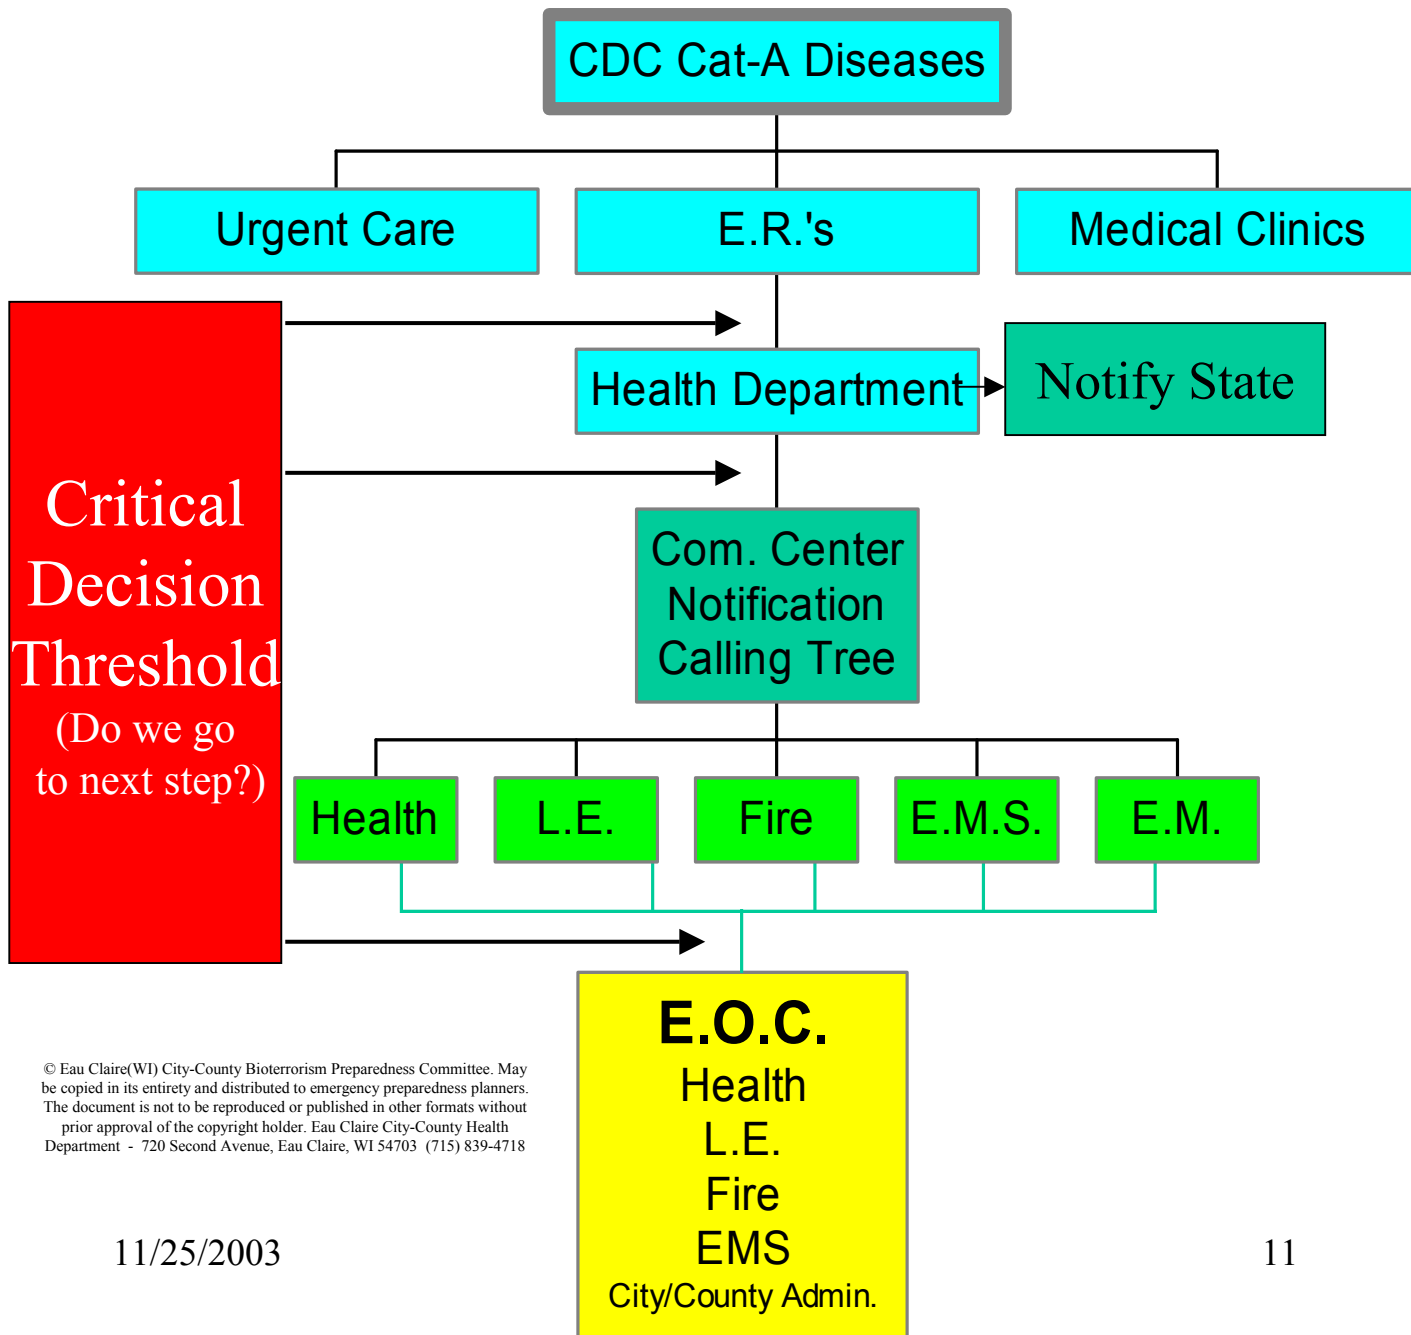 CDC Cat-A Diseases
Urgent Care
E.R.'s
Medical Clinics
Health Department
Notify State
Critical
Decision
Threshold
(Do we go
to next step?)
Com. Center
Notification
Calling Tree
Health
L.E.
Fire
E.M.S.
E.M.
E.O.C.
Health
L.E.
Fire
EMS
City/County Admin.
© Eau Claire(WI) City-County Bioterrorism Preparedness Committee. May
be copied in its entirety and distributed to emergency preparedness planners.
The document is not to be reproduced or published in other formats without
prior approval of the copyright holder. Eau Claire City-County Health
Department - 720 Second Avenue, Eau Claire, WI 54703 (715) 839-4718
11/25/2003
11